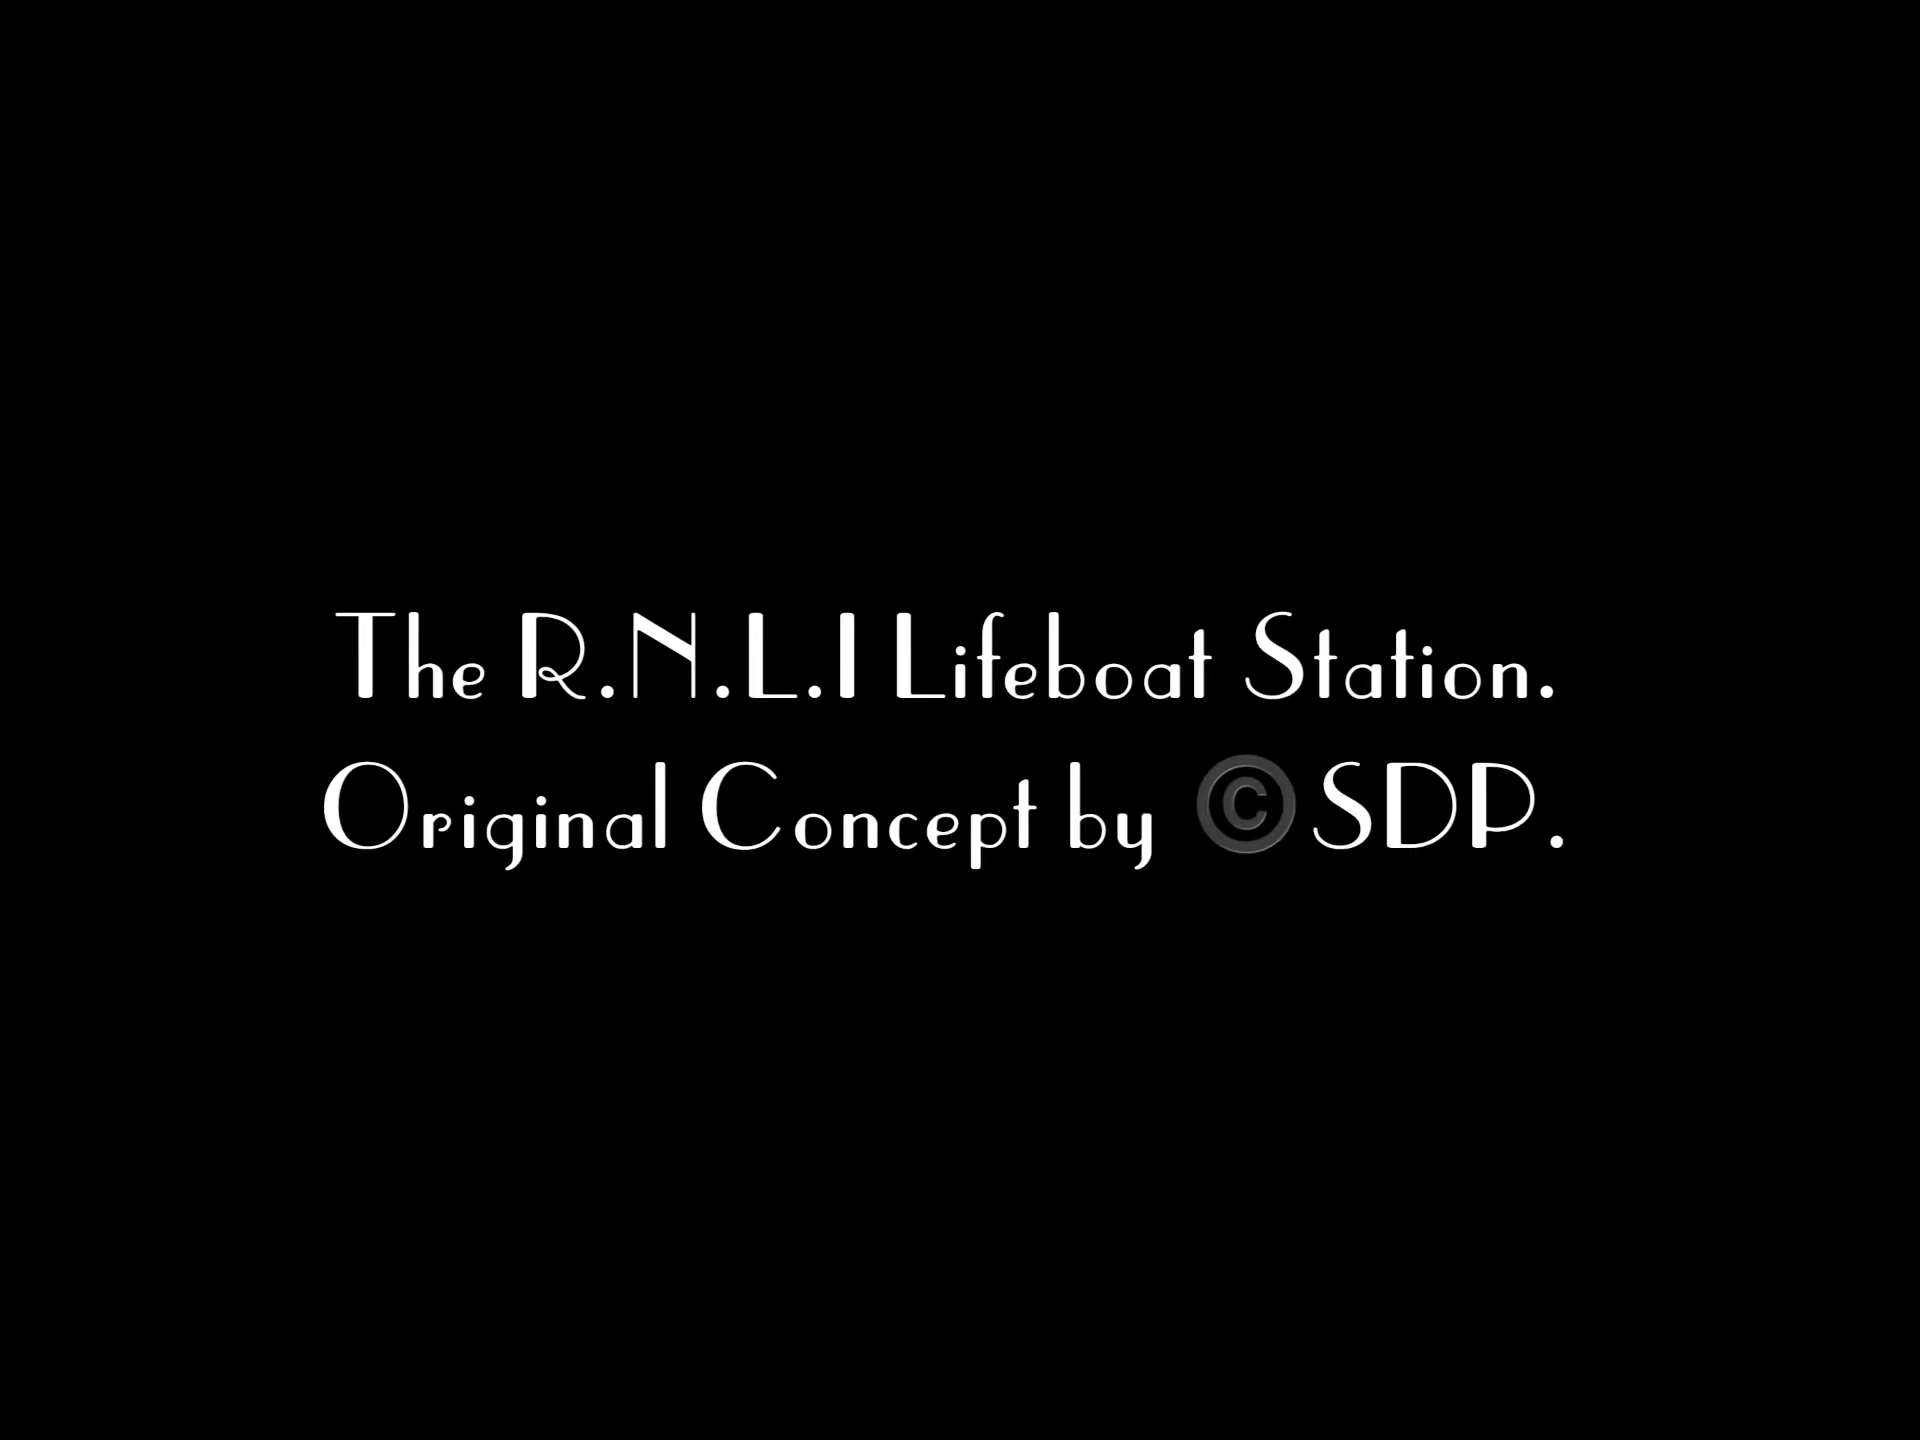 The R.N.L.I Lifeboat Station.
Original Concept by © SDP.